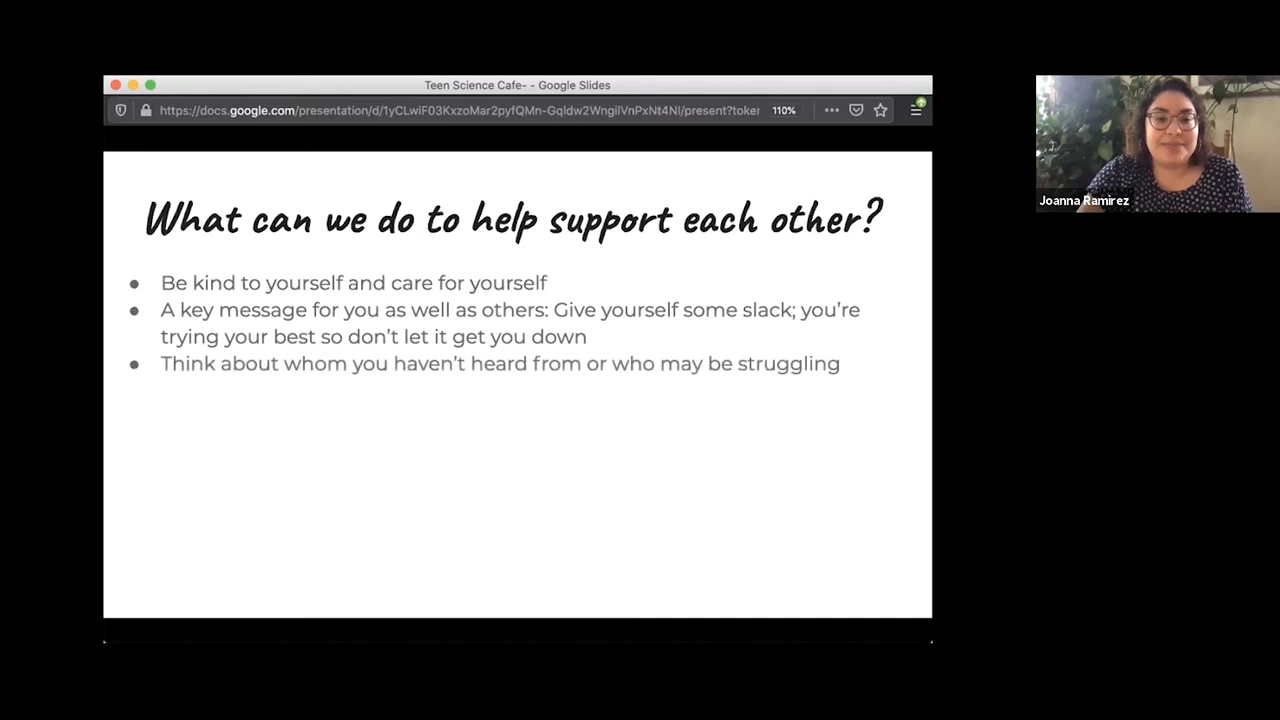 Teen Science Cafe- - Google Slides
https://docs.google.com/presentation/d/1yCLwiF03KxzoMar2pyfQMn-Gqldw2WngilVnPxNt4NI/present?toker
110%
Joanna Ramirez
What can we do to help support each other?
● Be kind to yourself and care for yourself
● A key message for you as well as others: Give yourself some slack; you’re
trying your best so don’t let it get you down
● Think about whom you haven’t heard from or who may be struggling